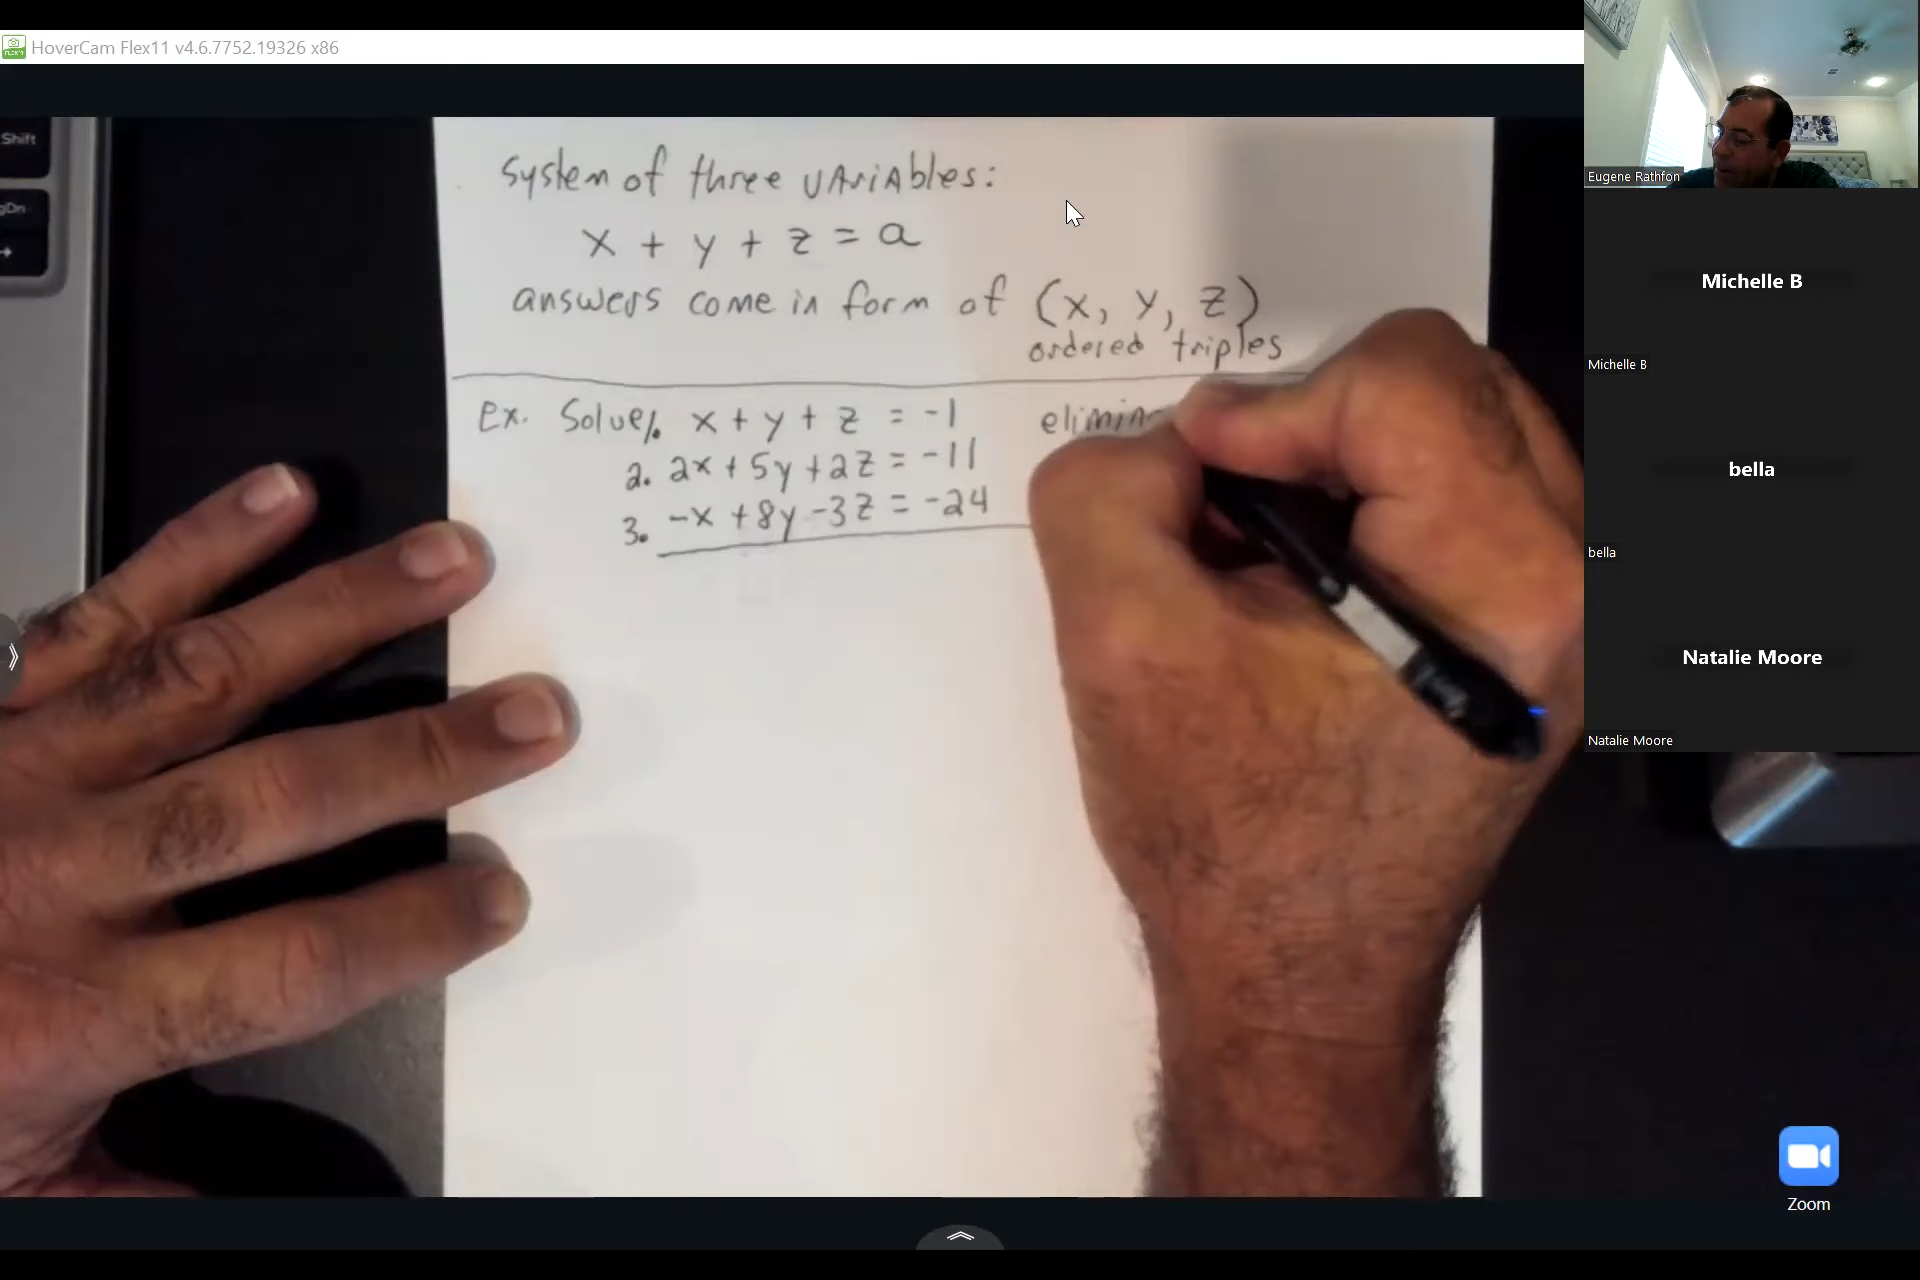 HoverCam Flex11 v4.6.7752.19326 x86
Shift
gDn
System of three variables:
x + y + z = a
answers come in form of (x, y, z)
ordered triples
Ex. Solve: 1. x + y + z = -1
elimin
2. 2x + 5y + 2z = -11
3. -x + 8y - 3z = -24
Eugene Rathfon
Michelle B
Michelle B
bella
bella
Natalie Moore
Natalie Moore
Zoom